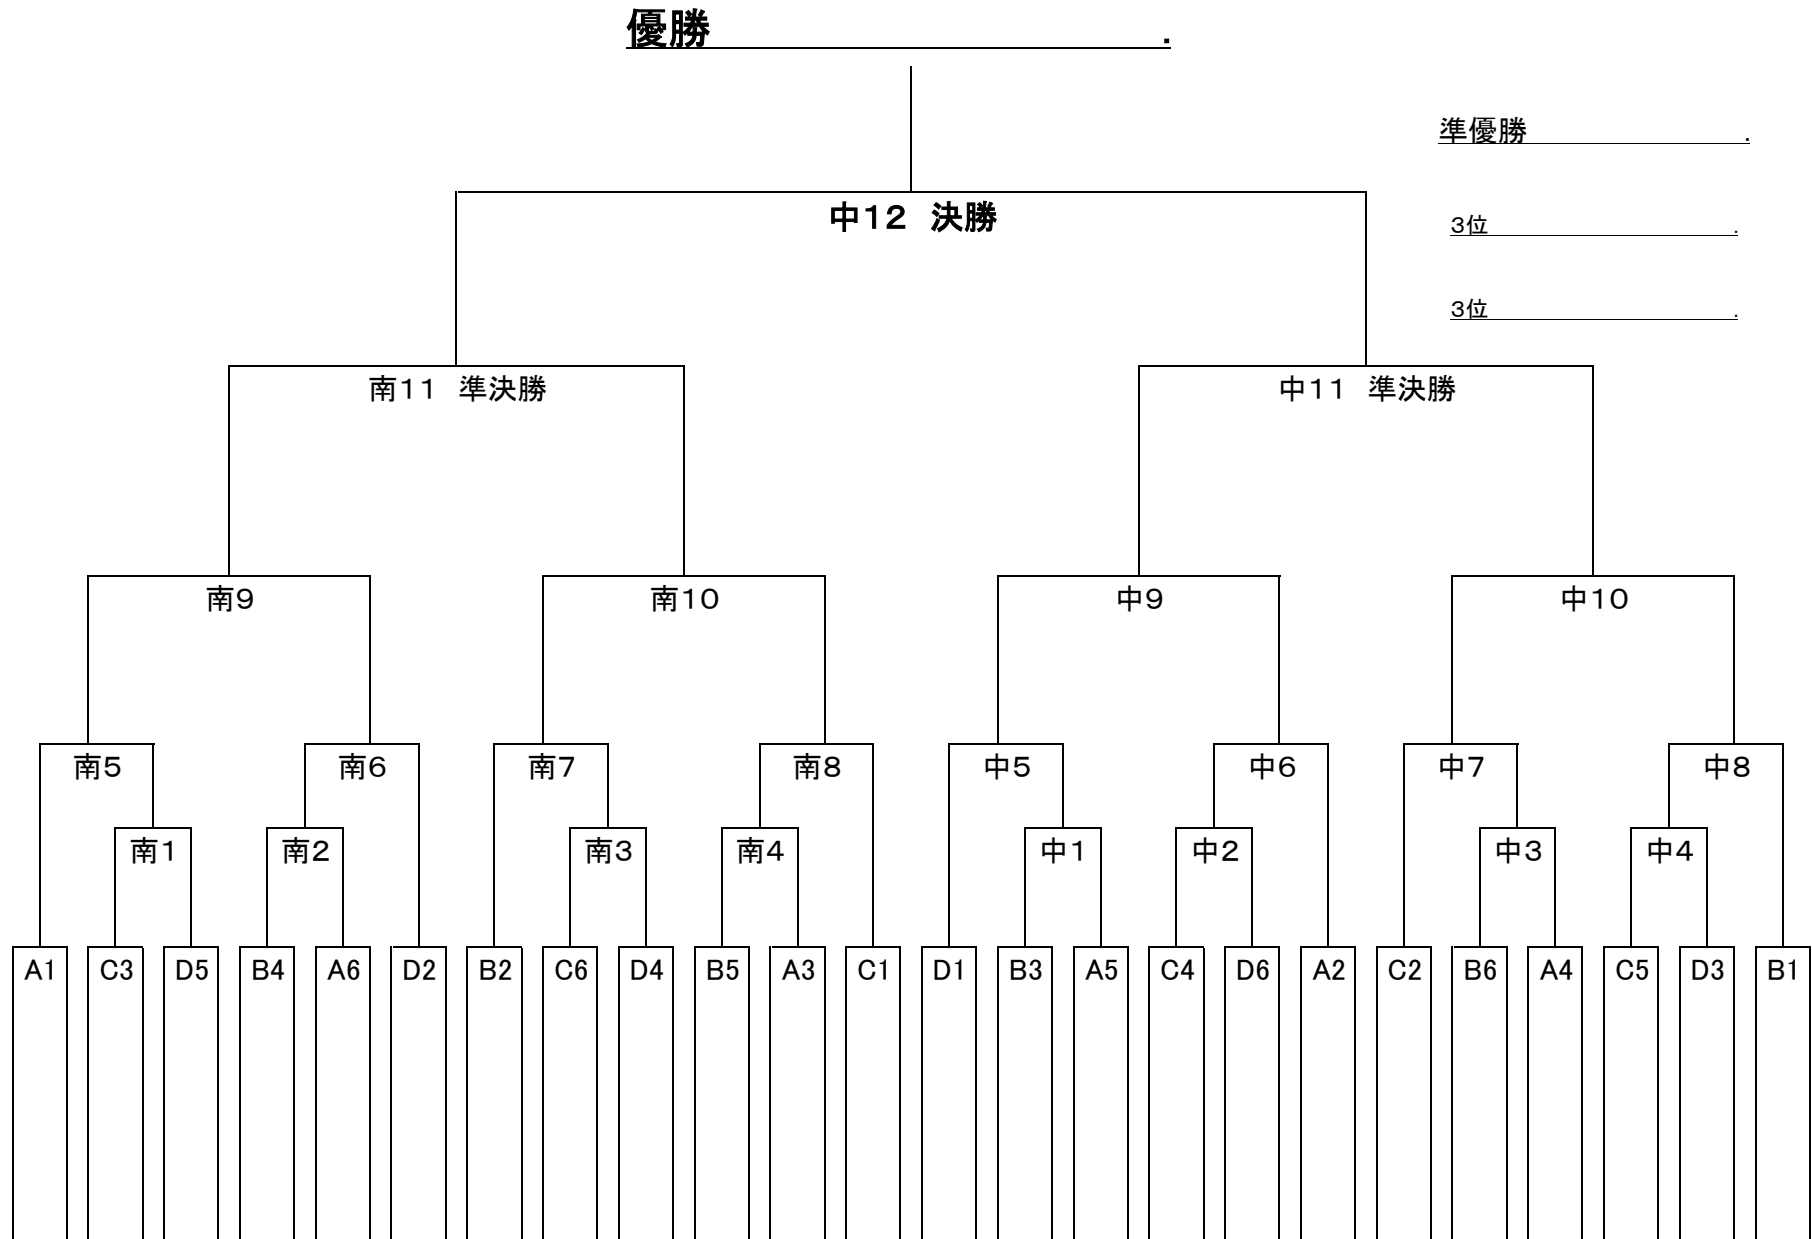 優勝 .
準優勝 .
中12 決勝
3位 .
3位 .
南11 準決勝 中11 準決勝
南9 南10 中9 中10
南5 南6 南7 南8 中5 中6 中7 中8
南1 南2 南3 南4 中1 中2 中3 中4
A1 C3 D5 B4 A6 D2 B2 C6 D4 B5 A3 C1 D1 B3 A5 C4 D6 A2 C2 B6 A4 C5 D3 B1